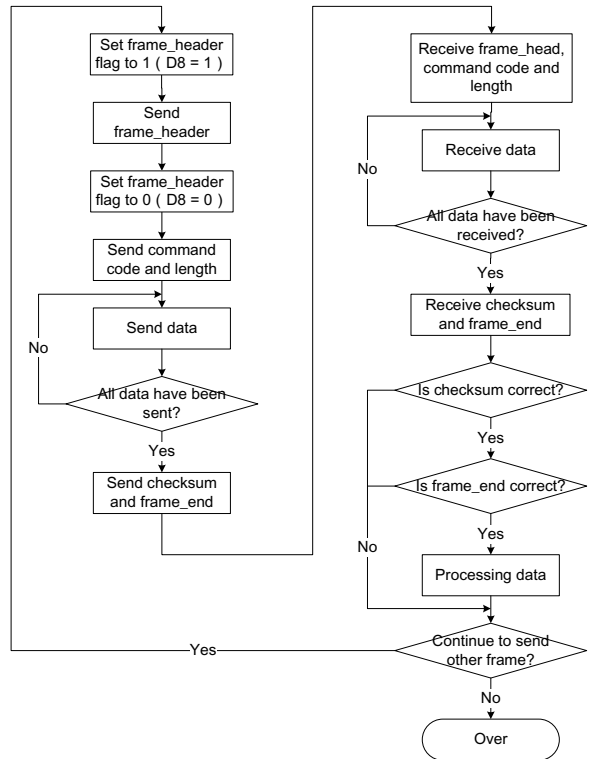 Set frame_header
flag to 1 ( D8 = 1 )
Send
frame_header
Set frame_header
flag to 0 ( D8 = 0 )
Send command
code and length
Send data
No
All data have been
sent?
Yes
Send checksum
and frame_end
Receive frame_head,
command code and
length
Receive data
No
All data have been
received?
Yes
Receive checksum
and frame_end
Is checksum correct?
Yes
Is frame_end correct?
Yes
No
Processing data
Continue to send
other frame?
Yes
No
Over